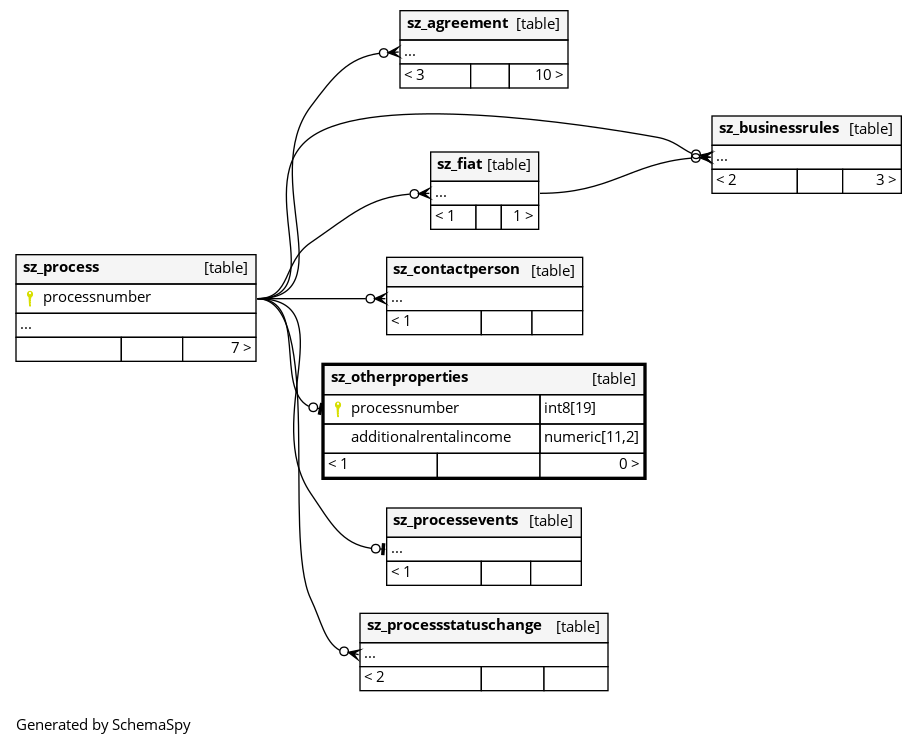 sz_agreement [table]
...
< 3 10 >
sz_businessrules [table]
...
< 2 3 >
sz_fiat [table]
...
< 1 1 >
sz_process [table]
processnumber
...
7 >
sz_contactperson [table]
...
< 1
sz_otherproperties [table]
processnumber int8[19]
additionalrentalincome numeric[11,2]
< 1 0 >
sz_processevents [table]
...
< 1
sz_processstatuschange [table]
...
< 2
Generated by SchemaSpy